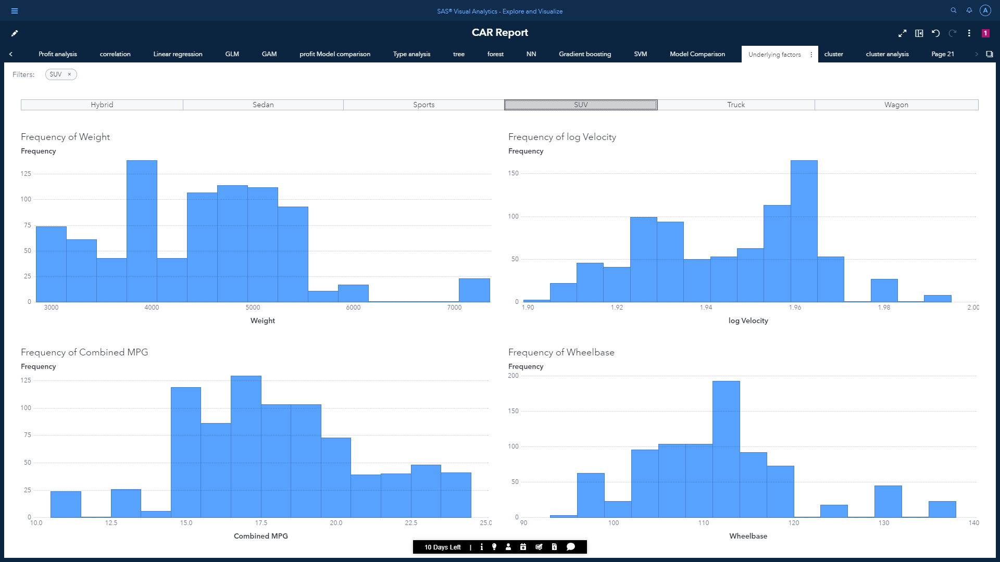 SAS® Visual Analytics - Explore and Visualize
A
CAR Report
1
Profit analysis correlation Linear regression GLM GAM profit Model comparison Type analysis tree forest NN Gradient boosting SVM Model Comparison Underlying factors cluster cluster analysis Page 21
Filters: SUV ×
Hybrid Sedan Sports SUV Truck Wagon
Frequency of Weight
Frequency
125
100
75
50
25
0
3000 4000 5000 6000 7000
Weight
Frequency of log Velocity
Frequency
150
100
50
0
1.90 1.92 1.94 1.96 1.98 2.00
log Velocity
Frequency of Combined MPG
Frequency
125
100
75
50
25
0
10.0 12.5 15.0 17.5 20.0 22.5 25.0
Combined MPG
Frequency of Wheelbase
Frequency
200
150
100
50
0
90 100 110 120 130 140
Wheelbase
10 Days Left |